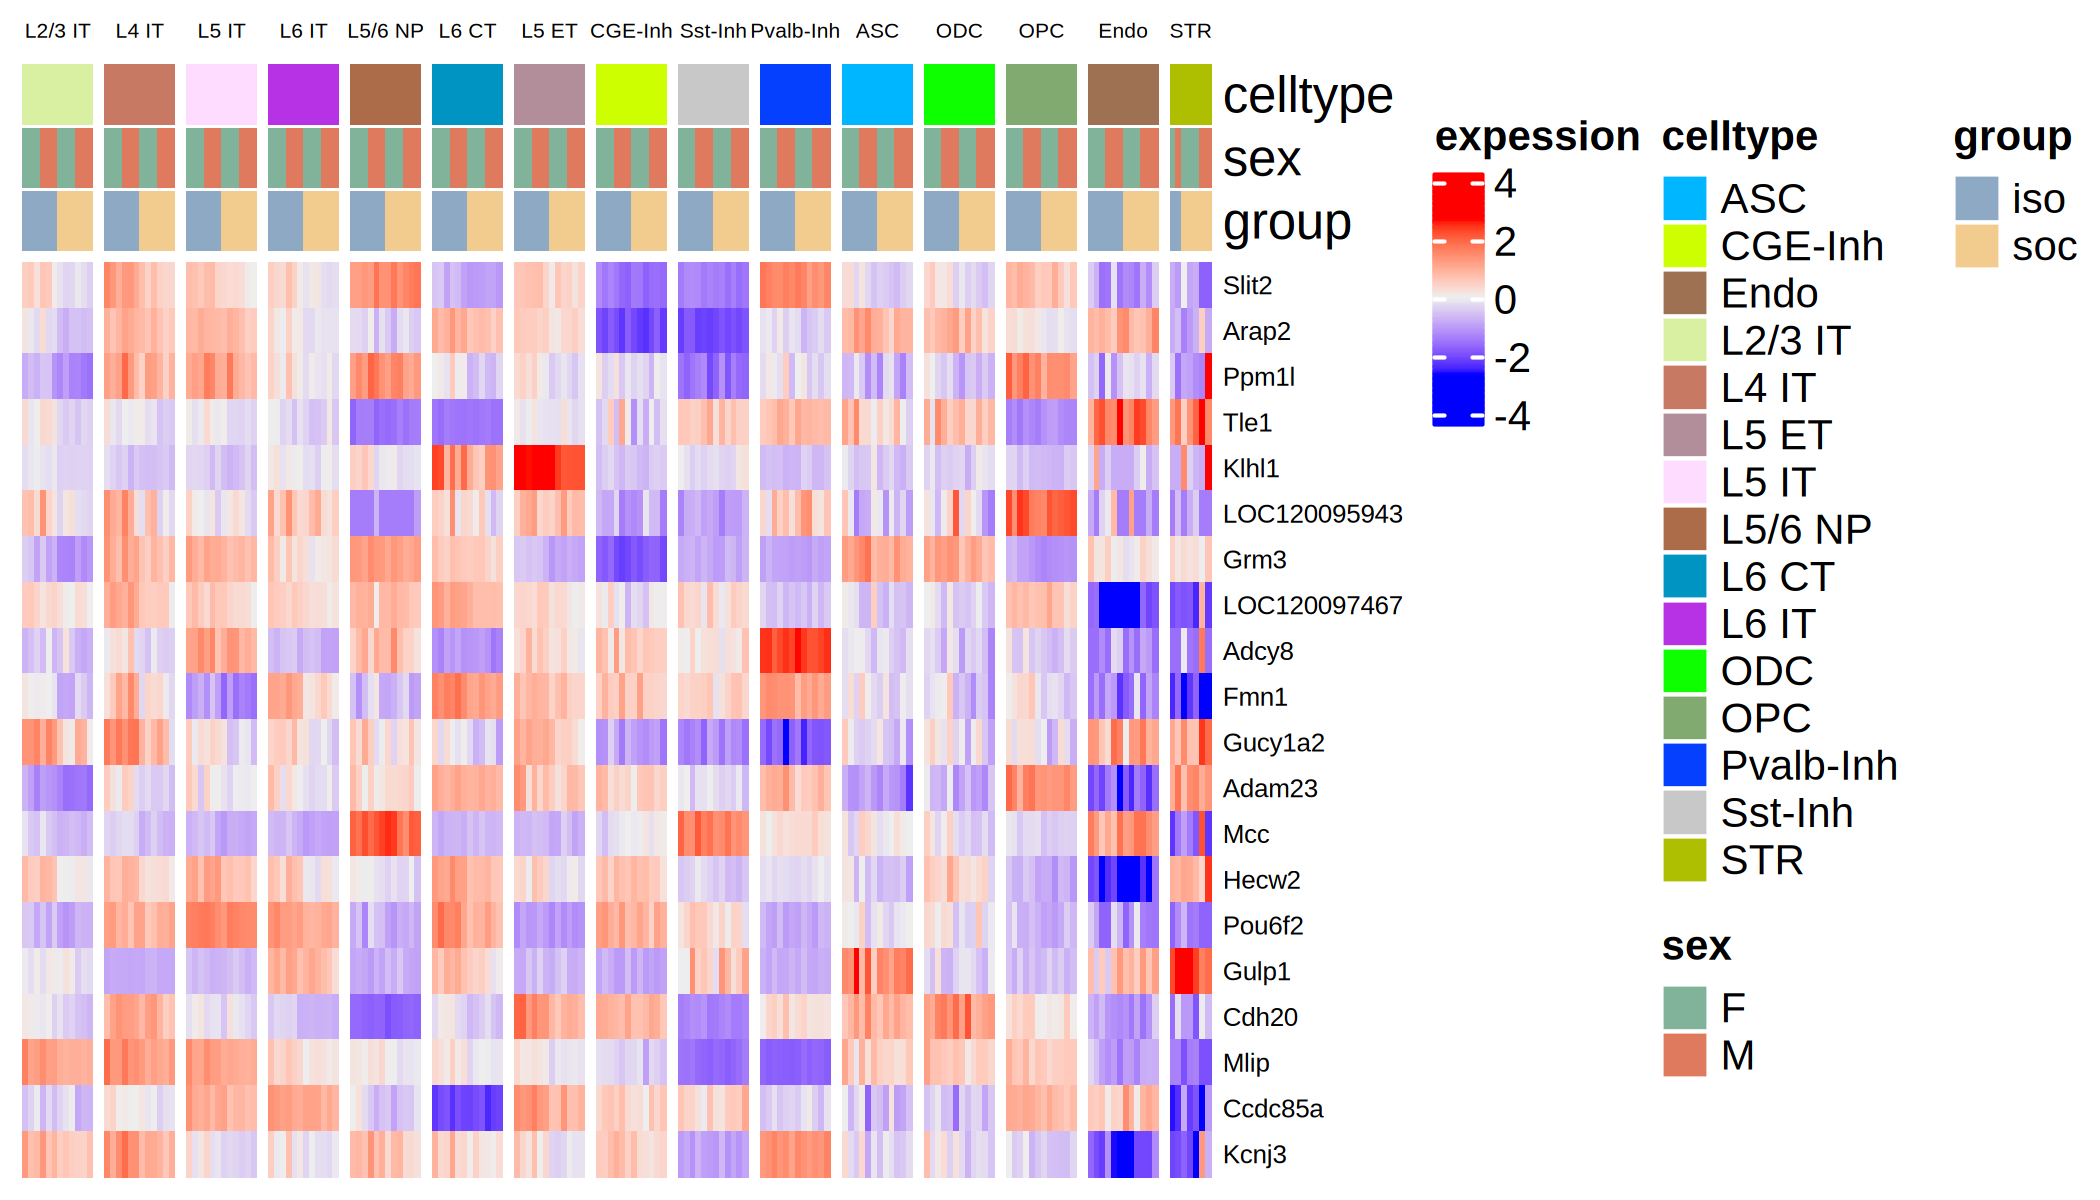 L2/3 IT L4 IT L5 IT L6 IT L5/6 NP L6 CT L5 ET CGE-Inh Sst-Inh Pvalb-Inh ASC ODC OPC Endo STR
celltype
sex
group
Slit2
Arap2
Ppm1l
Tle1
Klhl1
LOC120095943
Grm3
LOC120097467
Adcy8
Fmn1
Gucy1a2
Adam23
Mcc
Hecw2
Pou6f2
Gulp1
Cdh20
Mlip
Ccdc85a
Kcnj3
expession
4
2
0
-2
-4
celltype
ASC
CGE-Inh
Endo
L2/3 IT
L4 IT
L5 ET
L5 IT
L5/6 NP
L6 CT
L6 IT
ODC
OPC
Pvalb-Inh
Sst-Inh
STR
sex
F
M
group
iso
soc